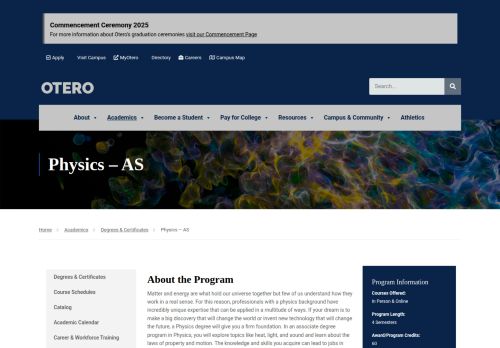 Commencement Ceremony 2025
For more information about Otero's graduation ceremonies visit our Commencement Page
Apply Visit Campus MyOtero Directory Careers Campus Map
OTERO
Search...
About Academics Become a Student Pay for College Resources Campus & Community Athletics
Physics – AS
Home Academics Degrees & Certificates Physics – AS
Degrees & Certificates
Course Schedules
Catalog
Academic Calendar
Career & Workforce Training
About the Program
Matter and energy are what hold our universe together but few of us understand how they
work in a real sense. For this reason, professionals with a physics background have
incredibly unique expertise that can be applied in a multitude of ways. If your dream is to
make a big discovery that will change the world or invent new technology that will change
the future, a Physics degree will give you a firm foundation. In an associate degree
program in Physics, you will explore topics like heat, light, and sound and learn about the
laws of property and motion. The knowledge and skills you acquire can lead to jobs in
Program Information
Courses Offered:
In Person & Online
Program Length:
4 Semesters
Award/Program Credits:
60